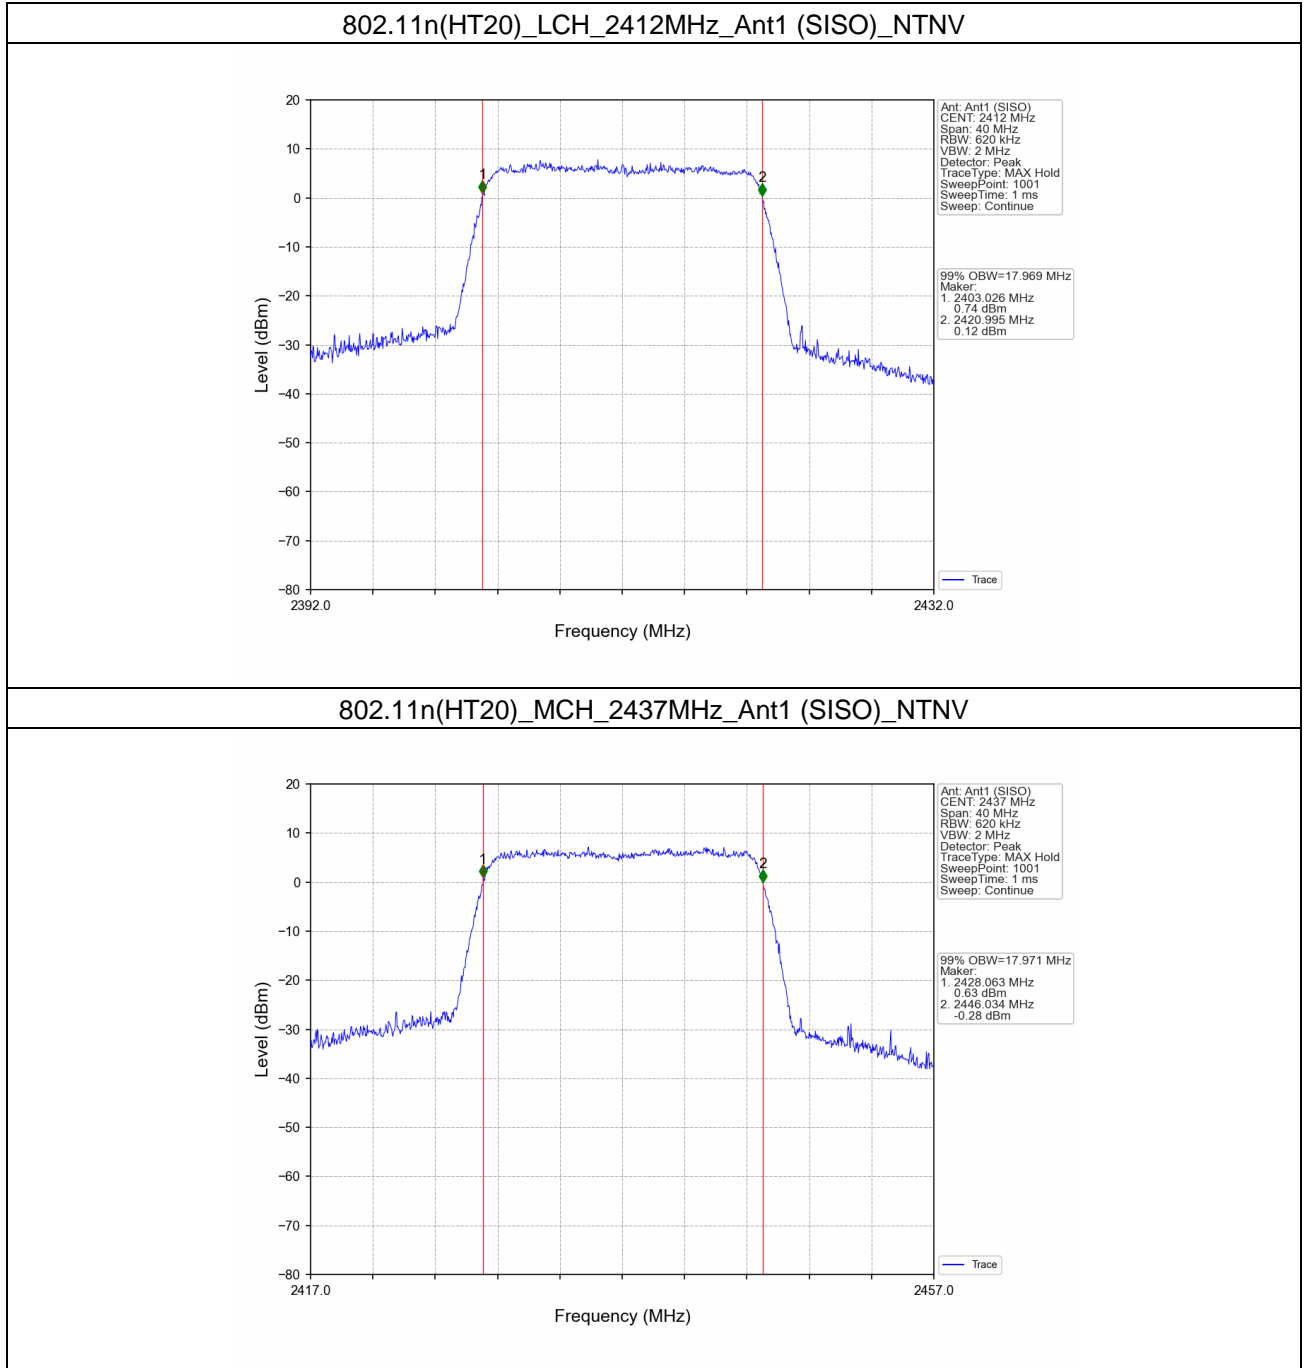 802.11n(HT20)_LCH_2412MHz_Ant1 (SISO)_NTNV
20
10
0
−10
−20
−30
−40
−50
−60
−70
−80
Level (dBm)
1
2
2392.0
2432.0
Frequency (MHz)
Ant: Ant1 (SISO)
CENT: 2412 MHz
Span: 40 MHz
RBW: 620 kHz
VBW: 2 MHz
Detector: Peak
TraceType: MAX Hold
SweepPoint: 1001
SweepTime: 1 ms
Sweep: Continue
99% OBW=17.969 MHz
Maker:
1. 2403.026 MHz
0.74 dBm
2. 2420.995 MHz
0.12 dBm
Trace
802.11n(HT20)_MCH_2437MHz_Ant1 (SISO)_NTNV
20
10
0
−10
−20
−30
−40
−50
−60
−70
−80
Level (dBm)
1
2
2417.0
2457.0
Frequency (MHz)
Ant: Ant1 (SISO)
CENT: 2437 MHz
Span: 40 MHz
RBW: 620 kHz
VBW: 2 MHz
Detector: Peak
TraceType: MAX Hold
SweepPoint: 1001
SweepTime: 1 ms
Sweep: Continue
99% OBW=17.971 MHz
Maker:
1. 2428.063 MHz
0.63 dBm
2. 2446.034 MHz
-0.28 dBm
Trace